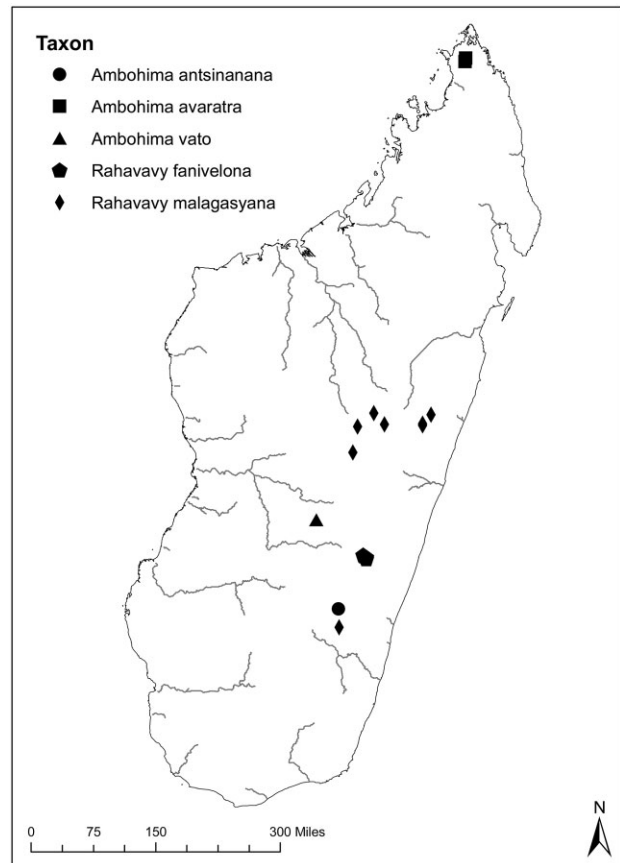 Taxon
Ambohima antsinanana
Ambohima avaratra
Ambohima vato
Rahavavy fanivelona
Rahavavy malagasyana
N
0 75 150 300 Miles